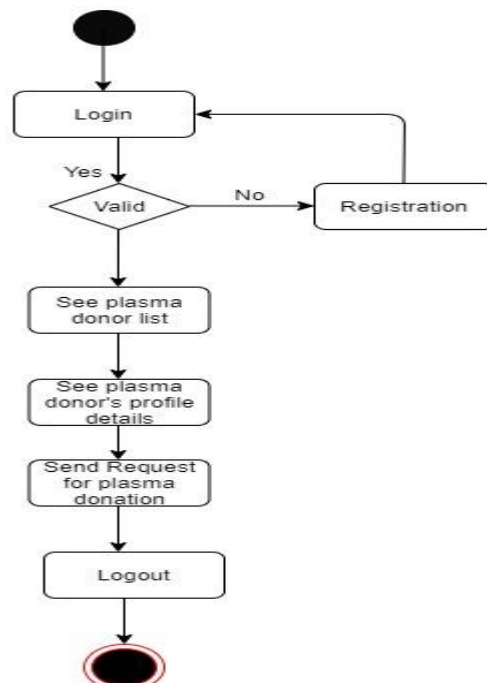 Login
Yes
Valid
No
Registration
See plasma
donor list
See plasma
donor's profile
details
Send Request
for plasma
donation
Logout